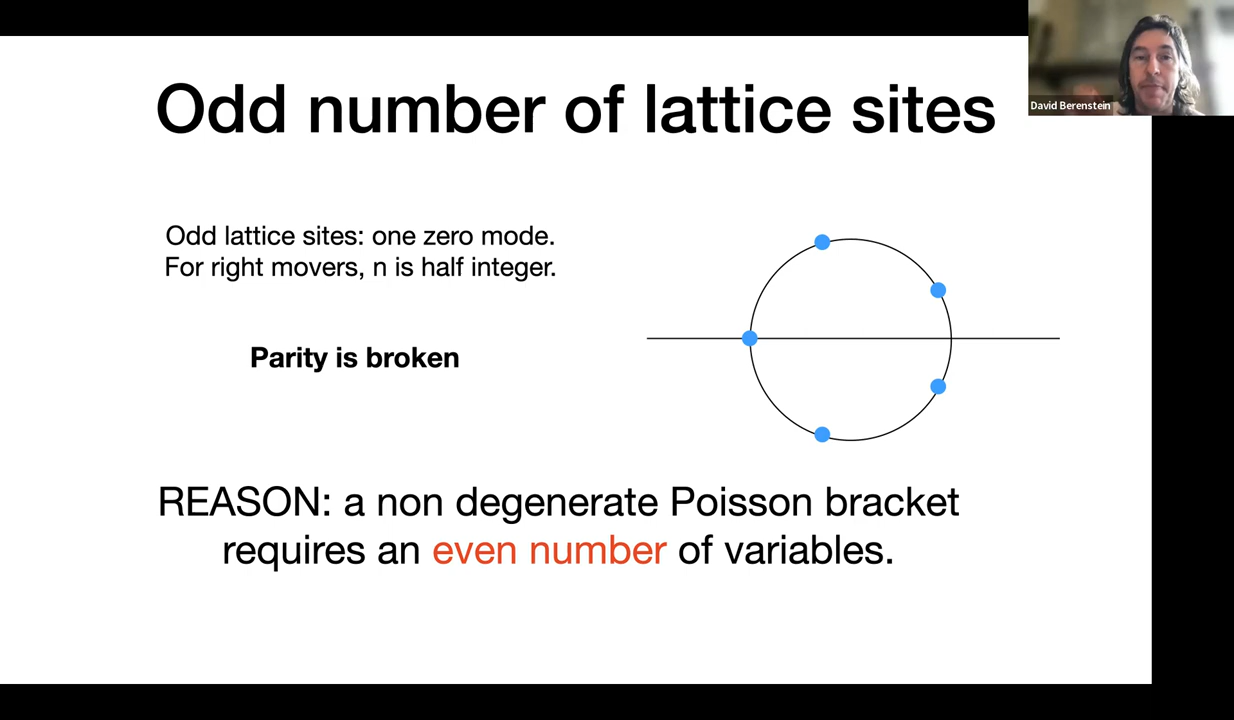 Odd number of lattice sites
David Berenstein
Odd lattice sites: one zero mode.
For right movers, n is half integer.
Parity is broken
REASON: a non degenerate Poisson bracket
requires an even number of variables.